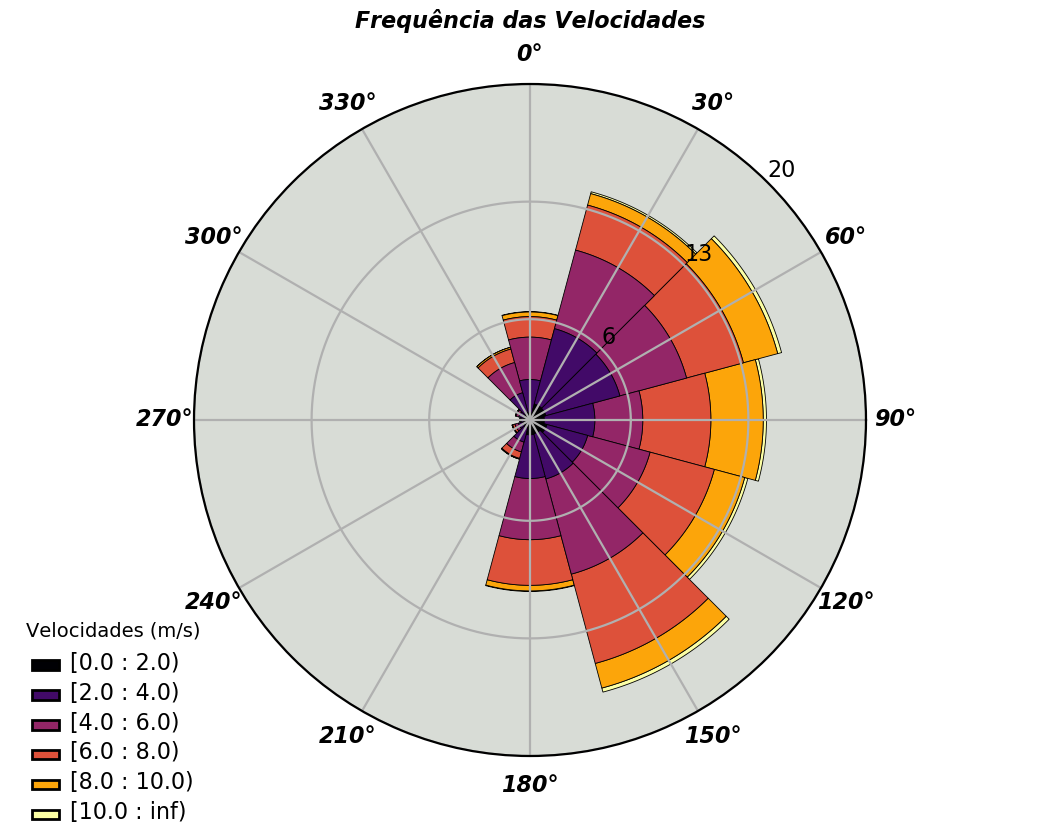 Frequência das Velocidades
0°
30°
60°
90°
120°
150°
180°
210°
240°
270°
300°
330°
6
13
20
Velocidades (m/s)
[0.0 : 2.0)
[2.0 : 4.0)
[4.0 : 6.0)
[6.0 : 8.0)
[8.0 : 10.0)
[10.0 : inf)